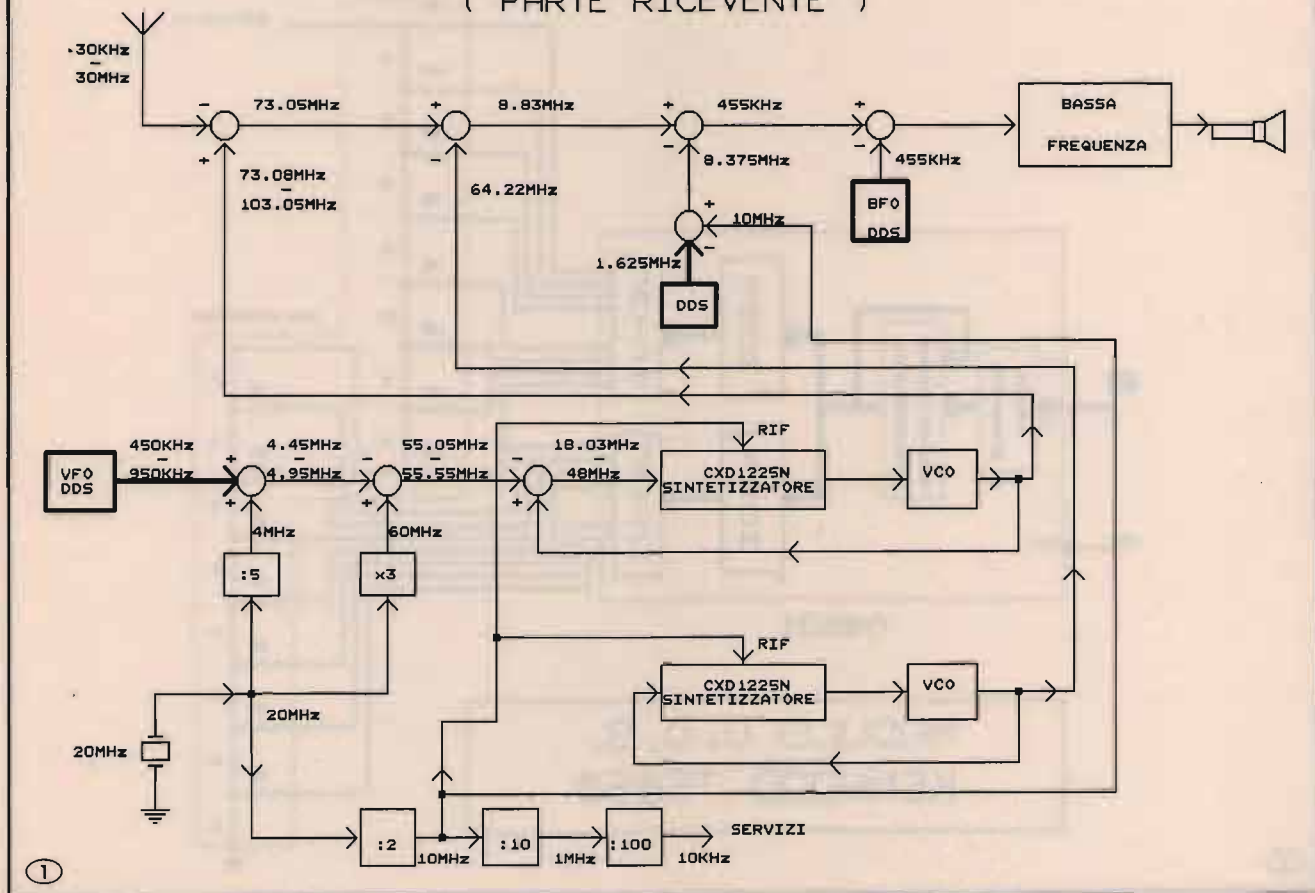 ( PARTE RICEVENTE )
30KHz
-
30MHz
-
+
73.05MHz
73.08MHz
-
103.05MHz
+
-
8.83MHz
64.22MHz
+
-
455KHz
8.375MHz
+
-
10MHz
1.625MHz
DDS
+
-
455KHz
BFO
DDS
BASSA
FREQUENZA
VFO
DDS
450KHz
-
950KHz
+
+
4.45MHz
-
4.95MHz
4MHz
:5
-
+
55.05MHz
-
55.55MHz
60MHz
x3
-
+
18.03MHz
-
48MHz
RIF
CXD1225N
SINTETIZZATORE
VCO
RIF
CXD1225N
SINTETIZZATORE
VCO
20MHz
20MHz
:2
10MHz
:10
1MHz
:100
10KHz
SERVIZI
1